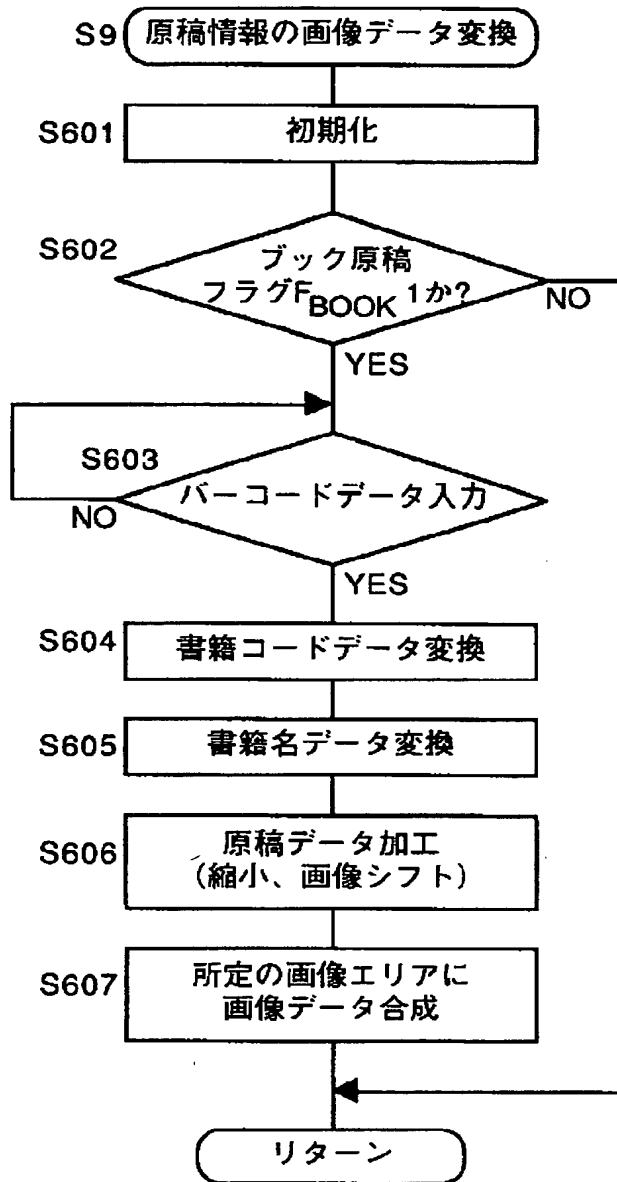 S9 原稿情報の画像データ変換
S601 初期化
S602
ブック原稿
フラグFBOOK 1か?
NO
YES
S603
バーコードデータ入力
NO
YES
S604 書籍コードデータ変換
S605 書籍名データ変換
S606 原稿データ加工
(縮小、画像シフト)
S607 所定の画像エリアに
画像データ合成
リターン